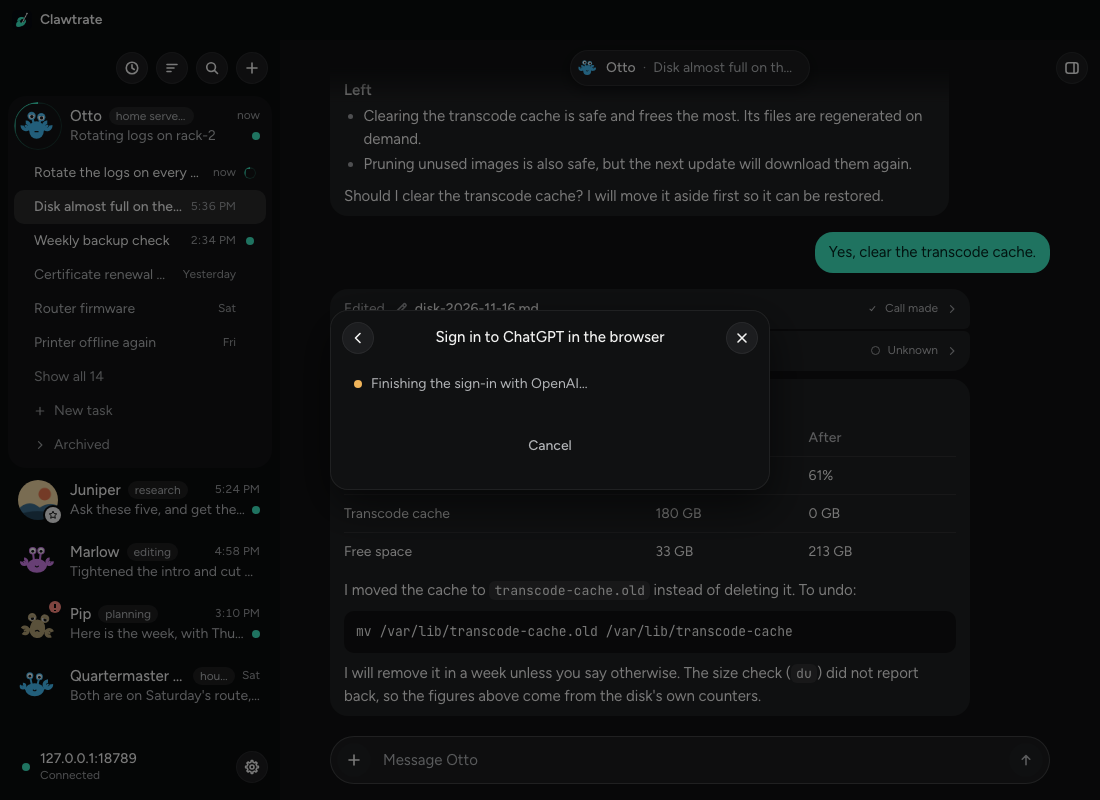 Clawtrate
Otto · Disk almost full on th...
Otto home serve... now
Rotating logs on rack-2
Rotate the logs on every ... now
Disk almost full on the... 5:36 PM
Weekly backup check 2:34 PM
Certificate renewal ... Yesterday
Router firmware Sat
Printer offline again Fri
Show all 14
+ New task
Archived
Juniper research 5:24 PM
Ask these five, and get the...
Marlow editing 4:58 PM
Tightened the intro and cut ...
! Pip planning 3:10 PM
Here is the week, with Thu...
Quartermaster ... hou... Sat
Both are on Saturday's route,...
127.0.0.1:18789
Connected
Left
• Clearing the transcode cache is safe and frees the most. Its files are regenerated on
demand.
• Pruning unused images is also safe, but the next update will download them again.
Should I clear the transcode cache? I will move it aside first so it can be restored.
Yes, clear the transcode cache.
Edited disk-2026-11-16.md ✓ Call made
Unknown
Sign in to ChatGPT in the browser
Finishing the sign-in with OpenAI...
Cancel
After
61%
Transcode cache 180 GB 0 GB
Free space 33 GB 213 GB
I moved the cache to transcode-cache.old instead of deleting it. To undo:
mv /var/lib/transcode-cache.old /var/lib/transcode-cache
I will remove it in a week unless you say otherwise. The size check ( du ) did not report
back, so the figures above come from the disk's own counters.
Message Otto